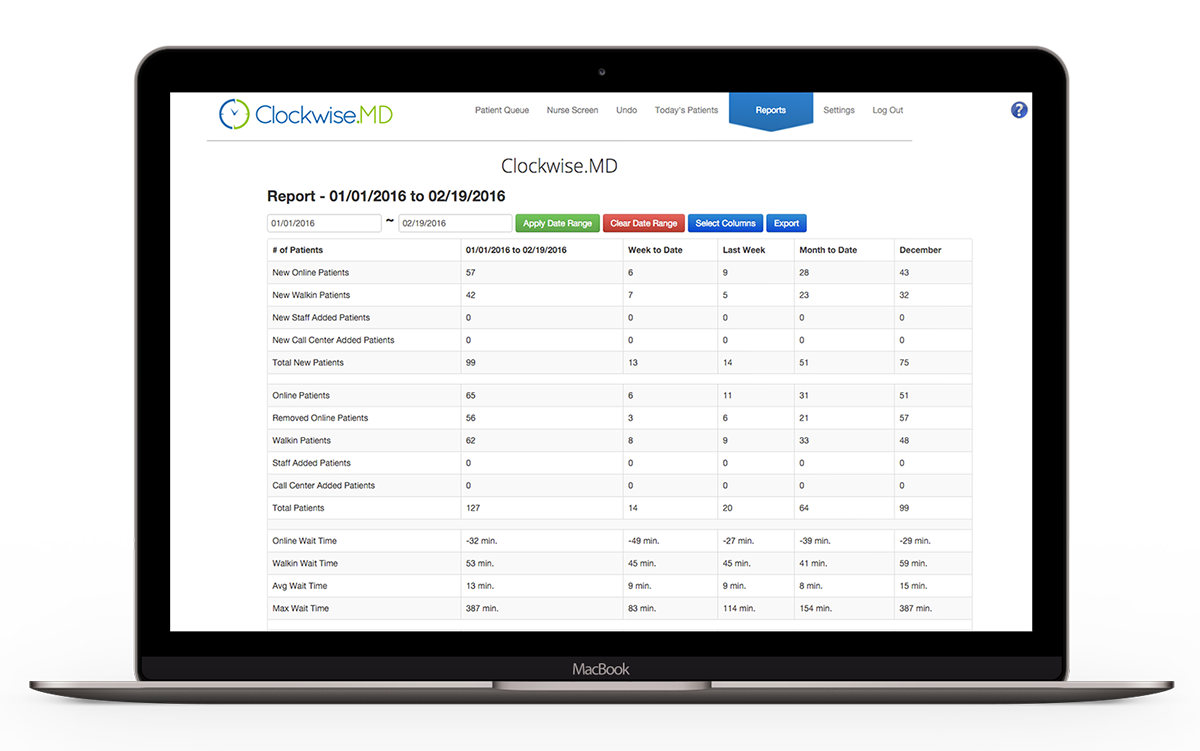 Clockwise.MD
Patient Queue Nurse Screen Undo Today's Patients Reports Settings Log Out ?
Clockwise.MD
Report - 01/01/2016 to 02/19/2016
01/01/2016 ~ 02/19/2016 Apply Date Range Clear Date Range Select Columns Export
# of Patients 01/01/2016 to 02/19/2016 Week to Date Last Week Month to Date December
New Online Patients 57 6 9 28 43
New Walkin Patients 42 7 5 23 32
New Staff Added Patients 0 0 0 0 0
New Call Center Added Patients 0 0 0 0 0
Total New Patients 99 13 14 51 75
Online Patients 65 6 11 31 51
Removed Online Patients 56 3 6 21 57
Walkin Patients 62 8 9 33 48
Staff Added Patients 0 0 0 0 0
Call Center Added Patients 0 0 0 0 0
Total Patients 127 14 20 64 99
Online Wait Time -32 min. -49 min. -27 min. -39 min. -29 min.
Walkin Wait Time 53 min. 45 min. 45 min. 41 min. 59 min.
Avg Wait Time 13 min. 9 min. 9 min. 8 min. 15 min.
Max Wait Time 387 min. 83 min. 114 min. 154 min. 387 min.
MacBook